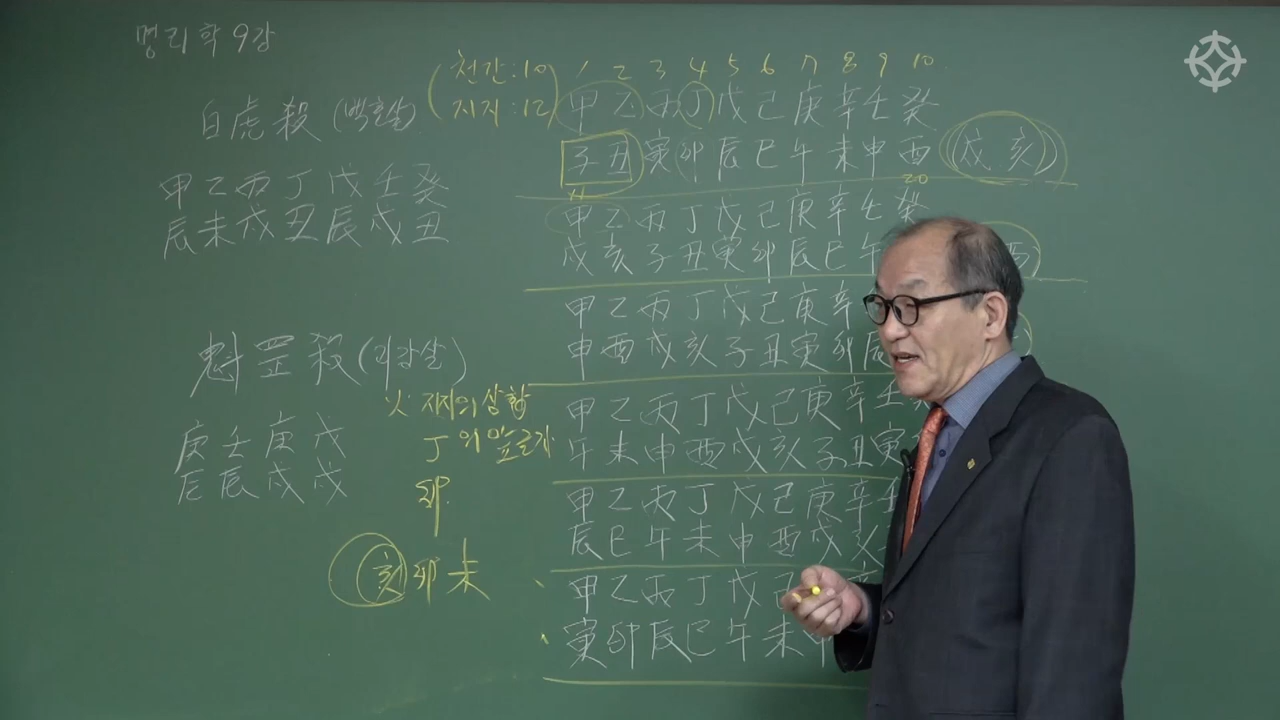 명리학 9강
白虎殺 (백호살)
甲乙丙丁戊壬癸
辰未戌丑辰戌丑
魁罡殺 (괴강살)
庚壬庚戊
辰辰戌戌
지지의 삼합
丁의
卯.
亥卯未
(천간:10
지지:12)
1 2 3 4 5 6 7 8 9 10
甲乙丙丁戊己庚辛壬癸
子丑寅卯辰巳午未申酉 (戌亥)
11 20
甲乙丙丁戊己庚辛壬癸
戌亥子丑寅卯辰巳午
甲乙丙丁戊己庚辛
申酉戌亥子丑寅卯辰
甲乙丙丁戊己庚辛壬
午未申酉戌亥子丑寅
甲乙丙丁戊己庚辛壬
辰巳午未申酉戌亥
甲乙丙丁戊己
寅卯辰巳午未申